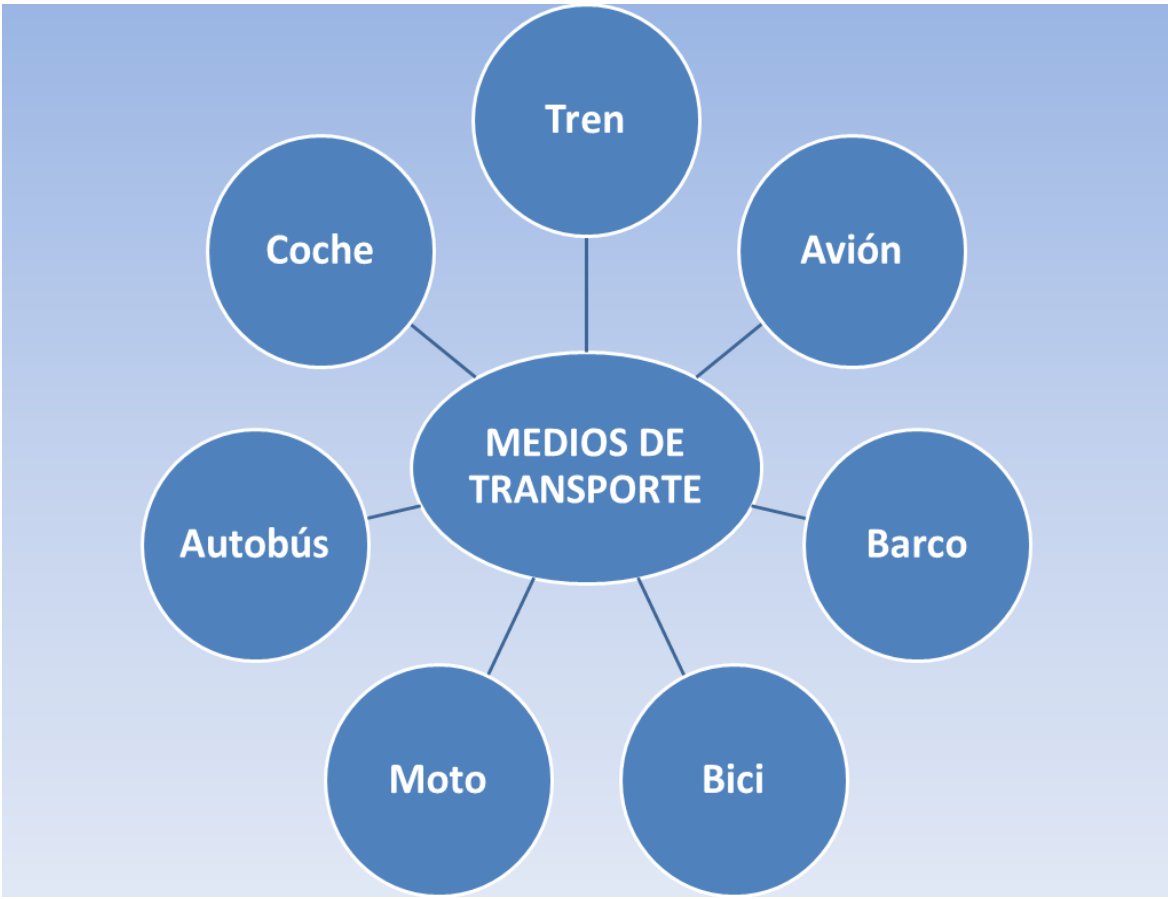 Tren
Coche
Avión
MEDIOS DE
TRANSPORTE
Autobús
Barco
Moto
Bici